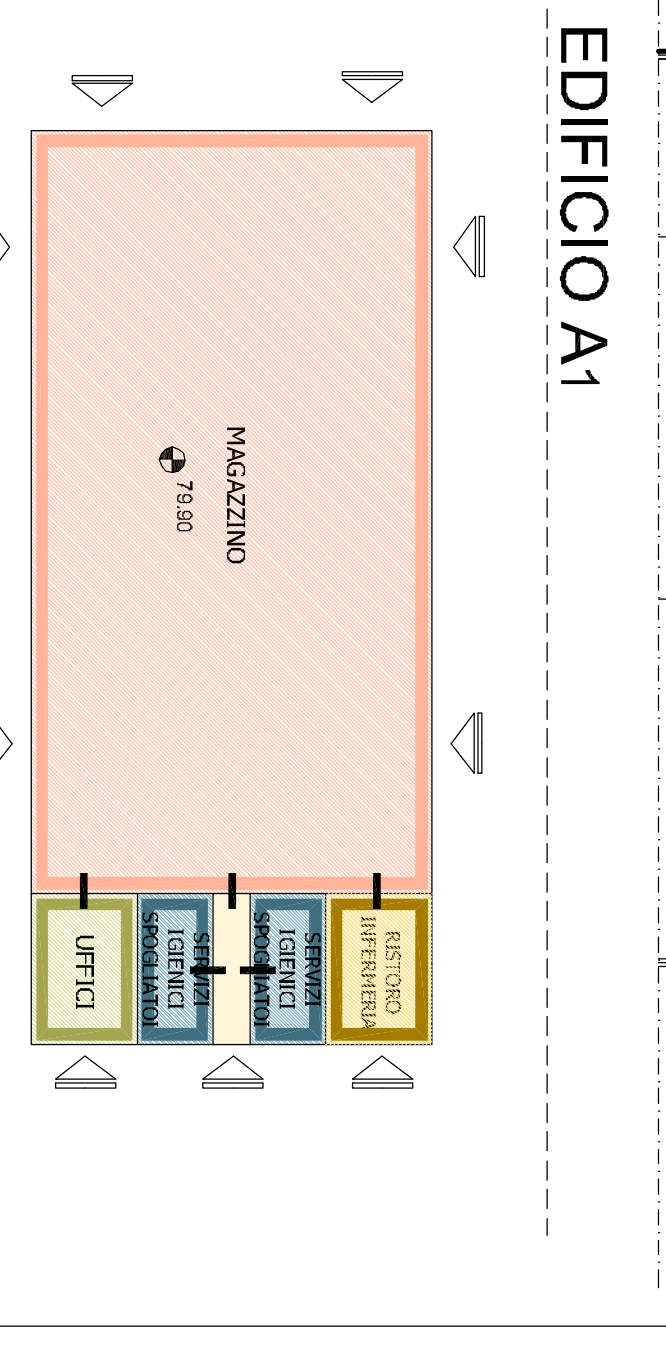 EDIFICIO A1
MAGAZZINO
79.90
RISTORO
INFERMERIA
SERVIZI
IGIENICI
SPOGLIATOI
SERVIZI
IGIENICI
SPOGLIATOI
UFFICI